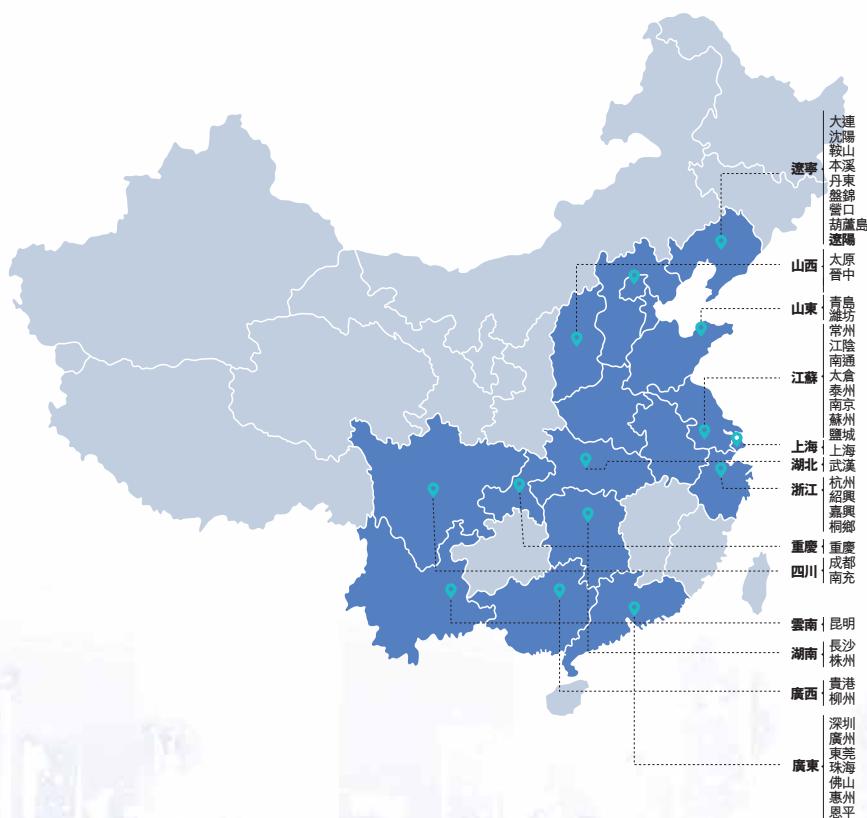 遼寧
大連
沈陽
鞍山
本溪
丹東
盤錦
營口
葫蘆島
遼陽
山西
太原
晉中
山東
青島
濰坊
江蘇
常州
江陰
南通
太倉
泰州
南京
蘇州
鹽城
上海
上海
湖北
武漢
浙江
杭州
紹興
嘉興
桐鄉
重慶
重慶
四川
成都
南充
雲南
昆明
湖南
長沙
株州
廣西
貴港
柳州
廣東
深圳
廣州
東莞
珠海
佛山
惠州
恩平